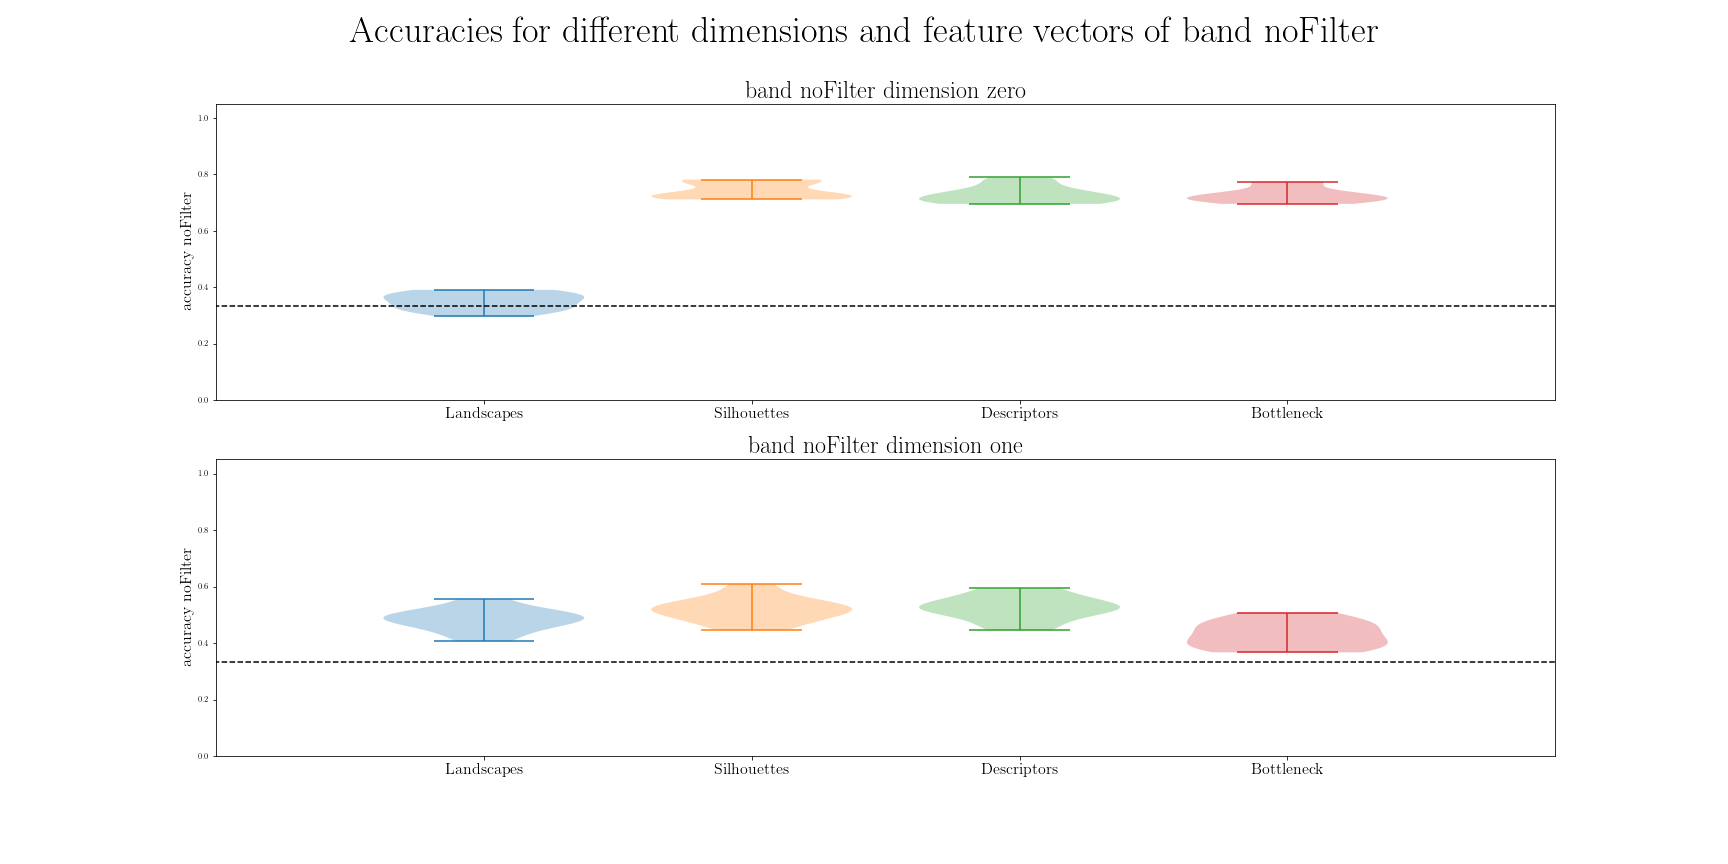 Accuracies for different dimensions and feature vectors of band noFilter
band noFilter dimension zero
accuracy noFilter
1.0
0.8
0.6
0.4
0.2
0.0
Landscapes Silhouettes Descriptors Bottleneck
band noFilter dimension one
accuracy noFilter
1.0
0.8
0.6
0.4
0.2
0.0
Landscapes Silhouettes Descriptors Bottleneck